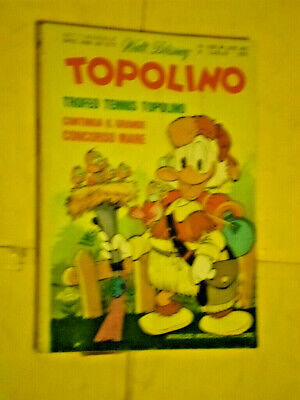 Walt Disney
TOPOLINO
TROFEO TENNIS TOPOLINO
CONTINUA IL GRANDE
CONCORSO MARE